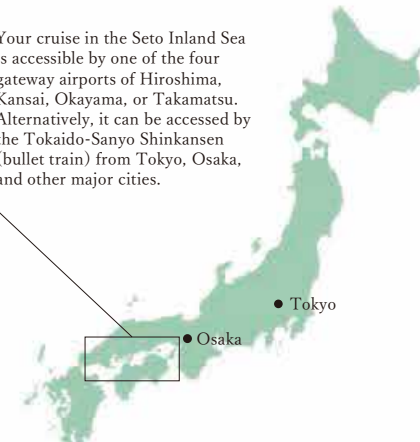 Your cruise in the Seto Inland Sea
is accessible by one of the four
gateway airports of Hiroshima,
Kansai, Okayama, or Takamatsu.
Alternatively, it can be accessed by
the Tokaido-Sanyo Shinkansen
(bullet train) from Tokyo, Osaka,
and other major cities.
Tokyo
Osaka